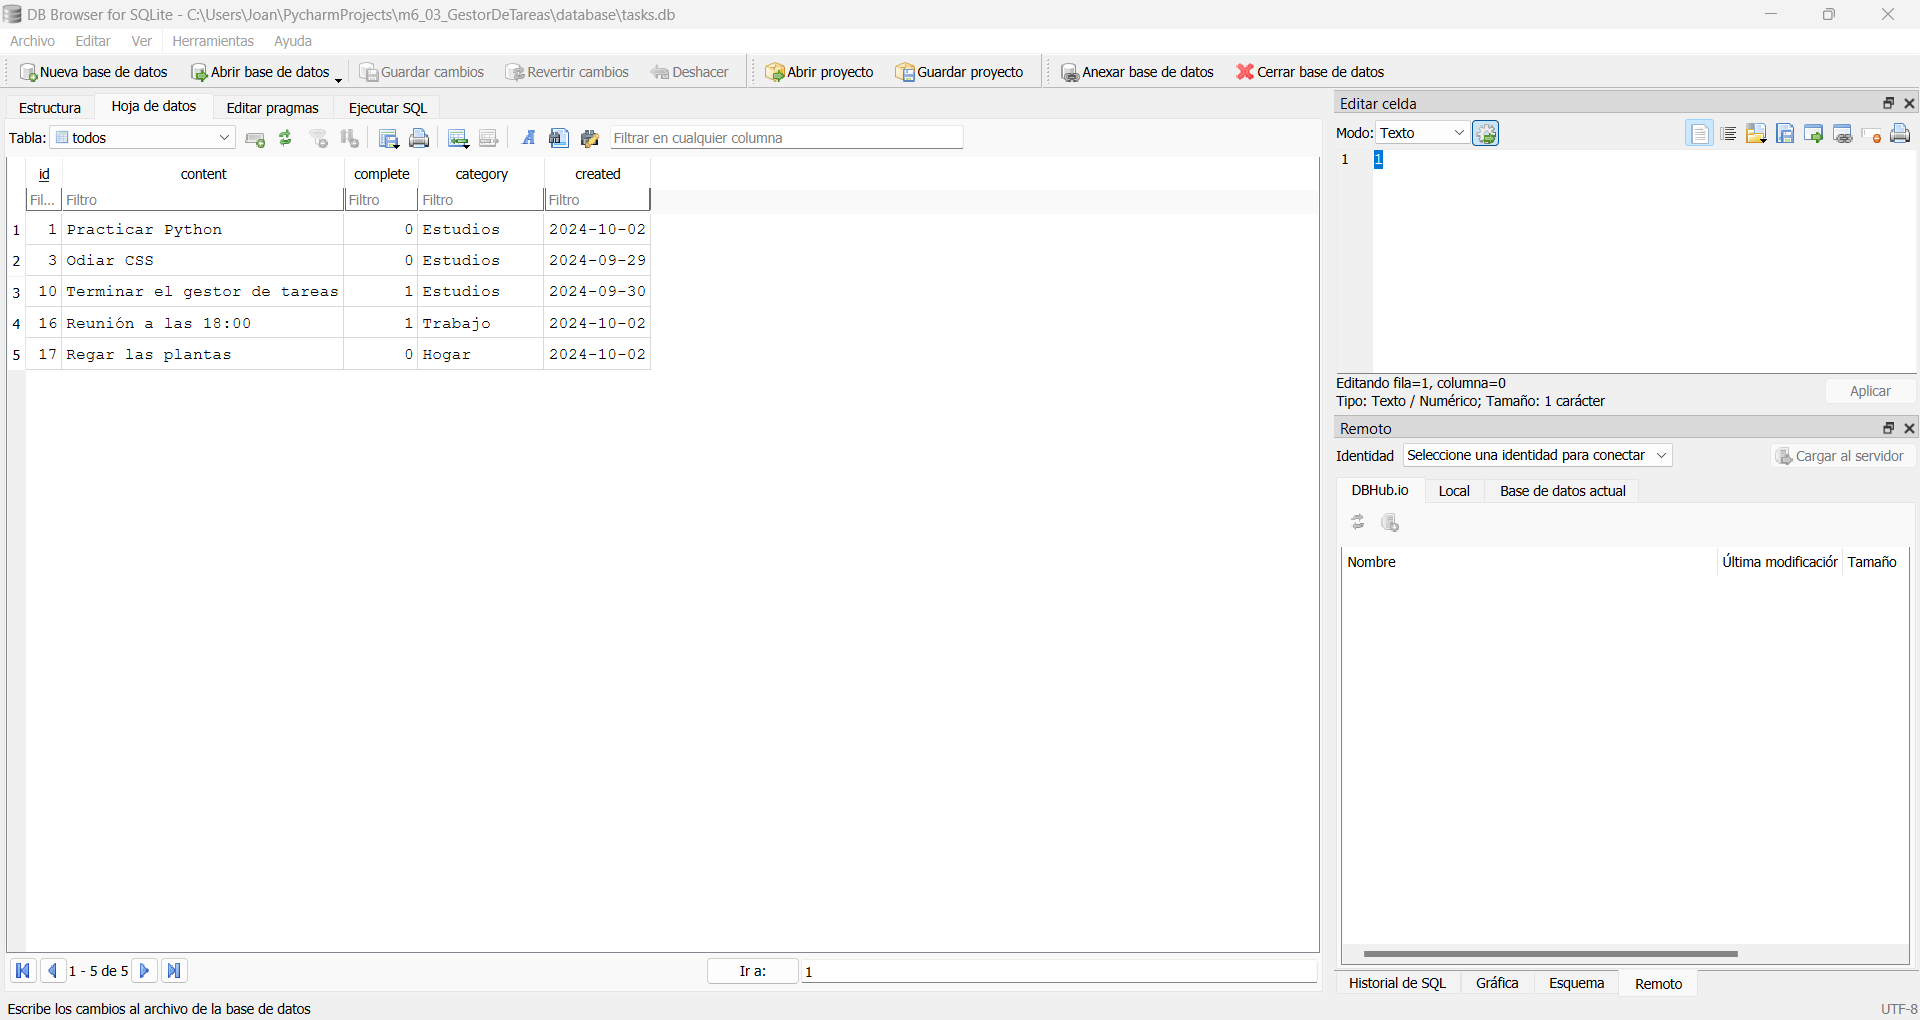 DB Browser for SQLite - C:\Users\Joan\PycharmProjects\m6_03_GestorDeTareas\database\tasks.db
Archivo Editar Ver Herramientas Ayuda
Nueva base de datos Abrir base de datos Guardar cambios Revertir cambios Deshacer Abrir proyecto Guardar proyecto Anexar base de datos Cerrar base de datos
Estructura Hoja de datos Editar pragmas Ejecutar SQL
Tabla: todos Filtrar en cualquier columna
id content complete category created
Fil... Filtro Filtro Filtro Filtro
1 1 Practicar Python 0 Estudios 2024-10-02
2 3 Odiar CSS 0 Estudios 2024-09-29
3 10 Terminar el gestor de tareas 1 Estudios 2024-09-30
4 16 Reunión a las 18:00 1 Trabajo 2024-10-02
5 17 Regar las plantas 0 Hogar 2024-10-02
1 - 5 de 5 Ir a: 1
Editar celda
Modo: Texto
1 1
Editando fila=1, columna=0
Tipo: Texto / Numérico; Tamaño: 1 carácter
Aplicar
Remoto
Identidad Seleccione una identidad para conectar Cargar al servidor
DBHub.io Local Base de datos actual
Nombre Última modificaciór Tamaño
Historial de SQL Gráfica Esquema Remoto
Escribe los cambios al archivo de la base de datos UTF-8